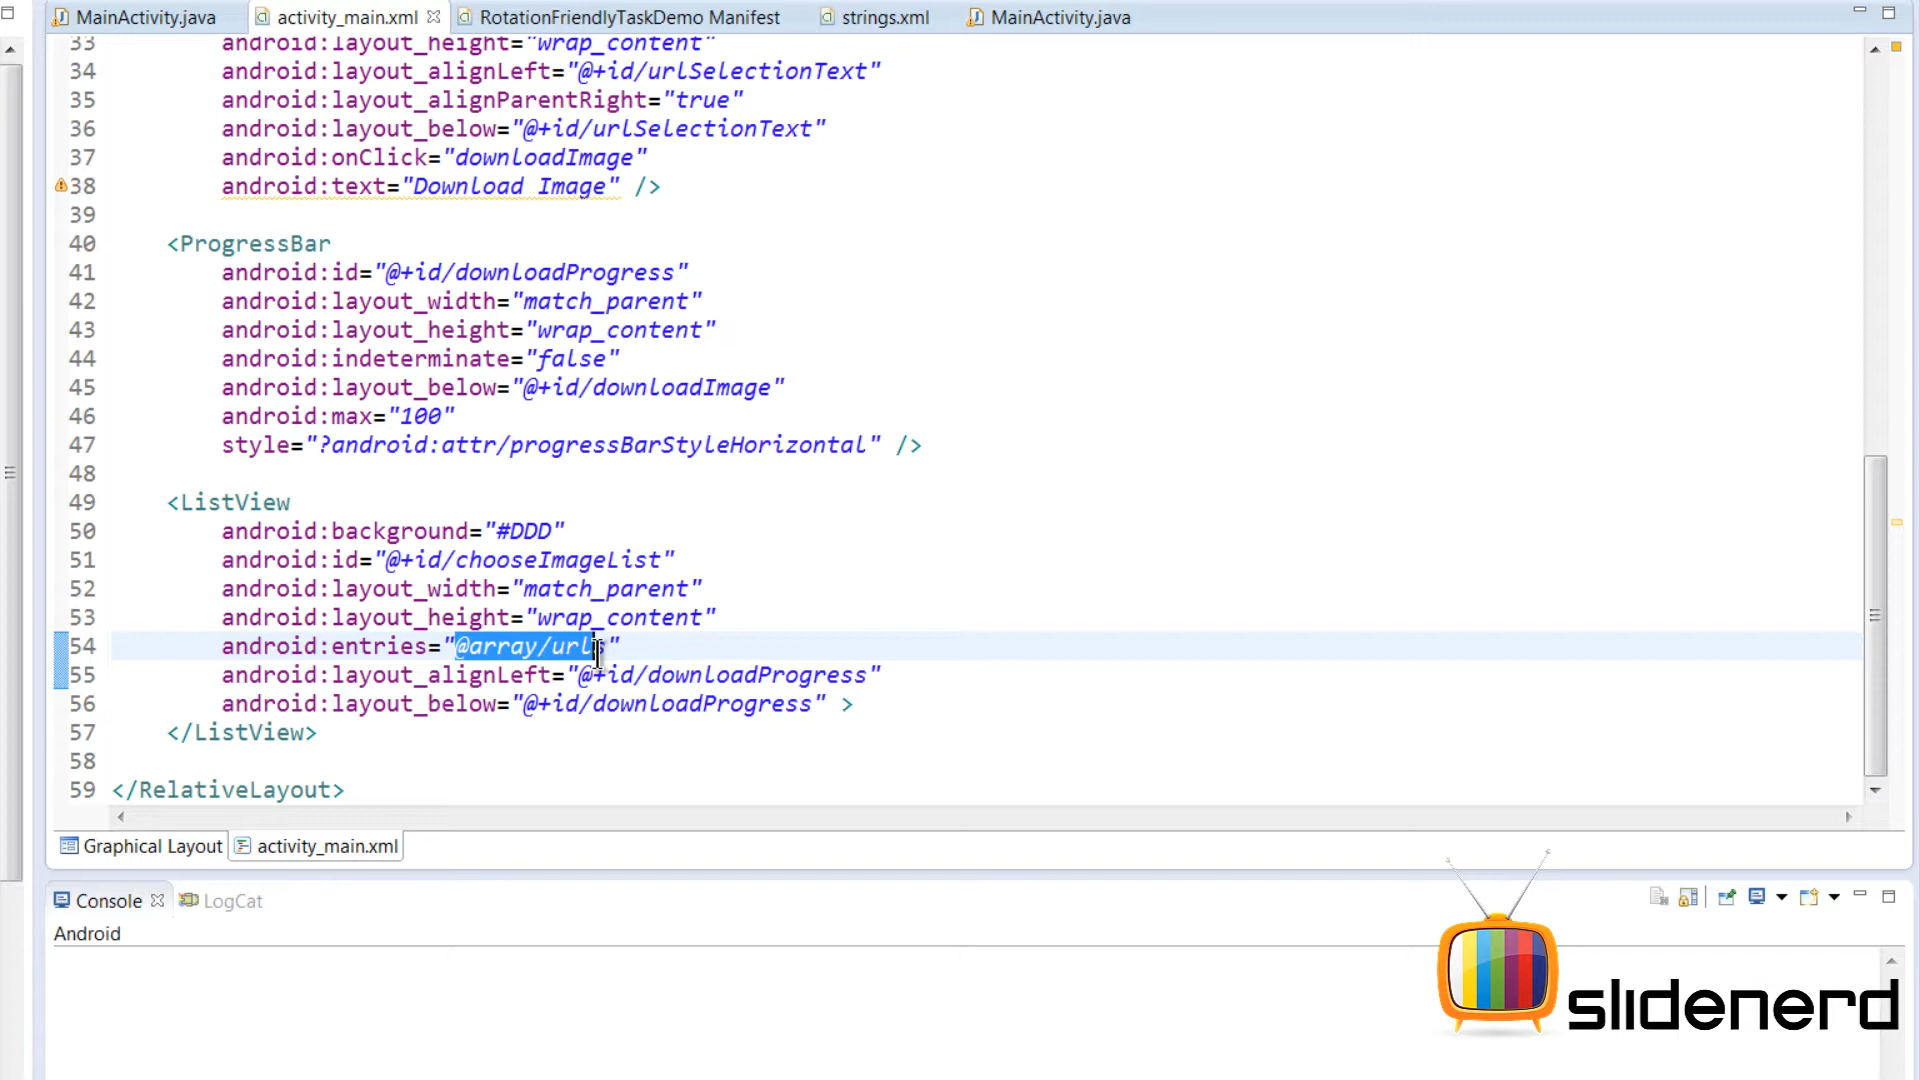 MainActivity.java activity_main.xml RotationFriendlyTaskDemo Manifest strings.xml MainActivity.java
33 android:layout_height="wrap_content"
34 android:layout_alignLeft="@+id/urlSelectionText"
35 android:layout_alignParentRight="true"
36 android:layout_below="@+id/urlSelectionText"
37 android:onClick="downloadImage"
38 android:text="Download Image" />
39
40 <ProgressBar
41 android:id="@+id/downloadProgress"
42 android:layout_width="match_parent"
43 android:layout_height="wrap_content"
44 android:indeterminate="false"
45 android:layout_below="@+id/downloadImage"
46 android:max="100"
47 style="?android:attr/progressBarStyleHorizontal" />
48
49 <ListView
50 android:background="#DDD"
51 android:id="@+id/chooseImageList"
52 android:layout_width="match_parent"
53 android:layout_height="wrap_content"
54 android:entries="@array/urls"
55 android:layout_alignLeft="@+id/downloadProgress"
56 android:layout_below="@+id/downloadProgress" >
57 </ListView>
58
59 </RelativeLayout>
Graphical Layout activity_main.xml
Console LogCat
Android
slidenerd